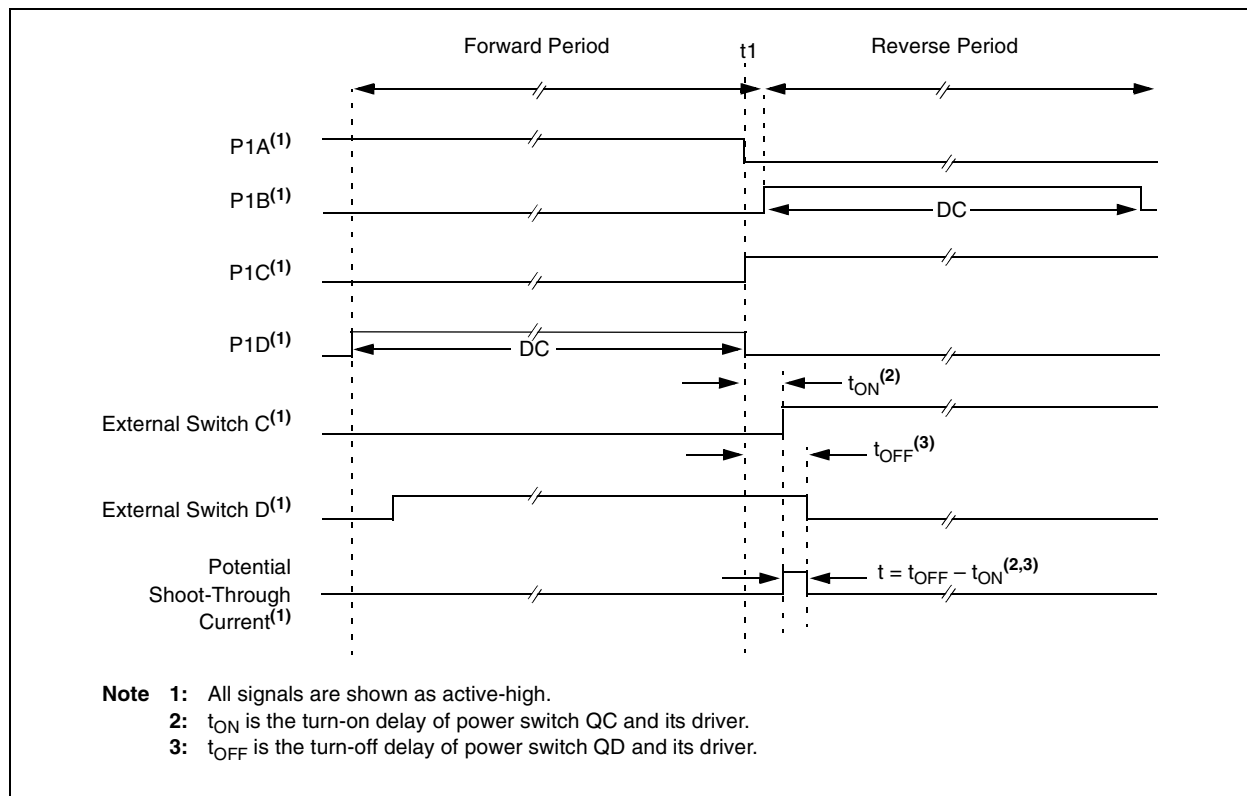 Forward Period
t1
Reverse Period
P1A(1)
P1B(1)
DC
P1C(1)
P1D(1)
DC
tON(2)
External Switch C(1)
tOFF(3)
External Switch D(1)
Potential
Shoot-Through
Current(1)
t = tOFF – tON(2,3)
Note 1: All signals are shown as active-high.
2: tON is the turn-on delay of power switch QC and its driver.
3: tOFF is the turn-off delay of power switch QD and its driver.